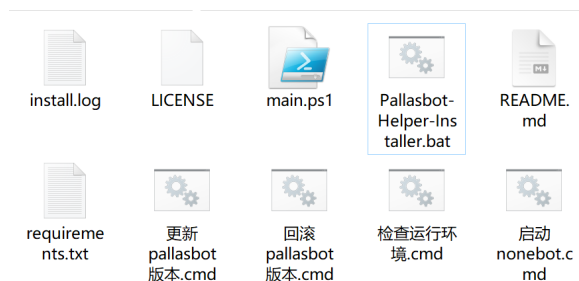 install.log
LICENSE
main.ps1
Pallasbot-
Helper-Ins
taller.bat
README.
md
requireme
nts.txt
更新
pallasbot
版本.cmd
回滚
pallasbot
版本.cmd
检查运行环
境.cmd
启动
nonebot.c
md